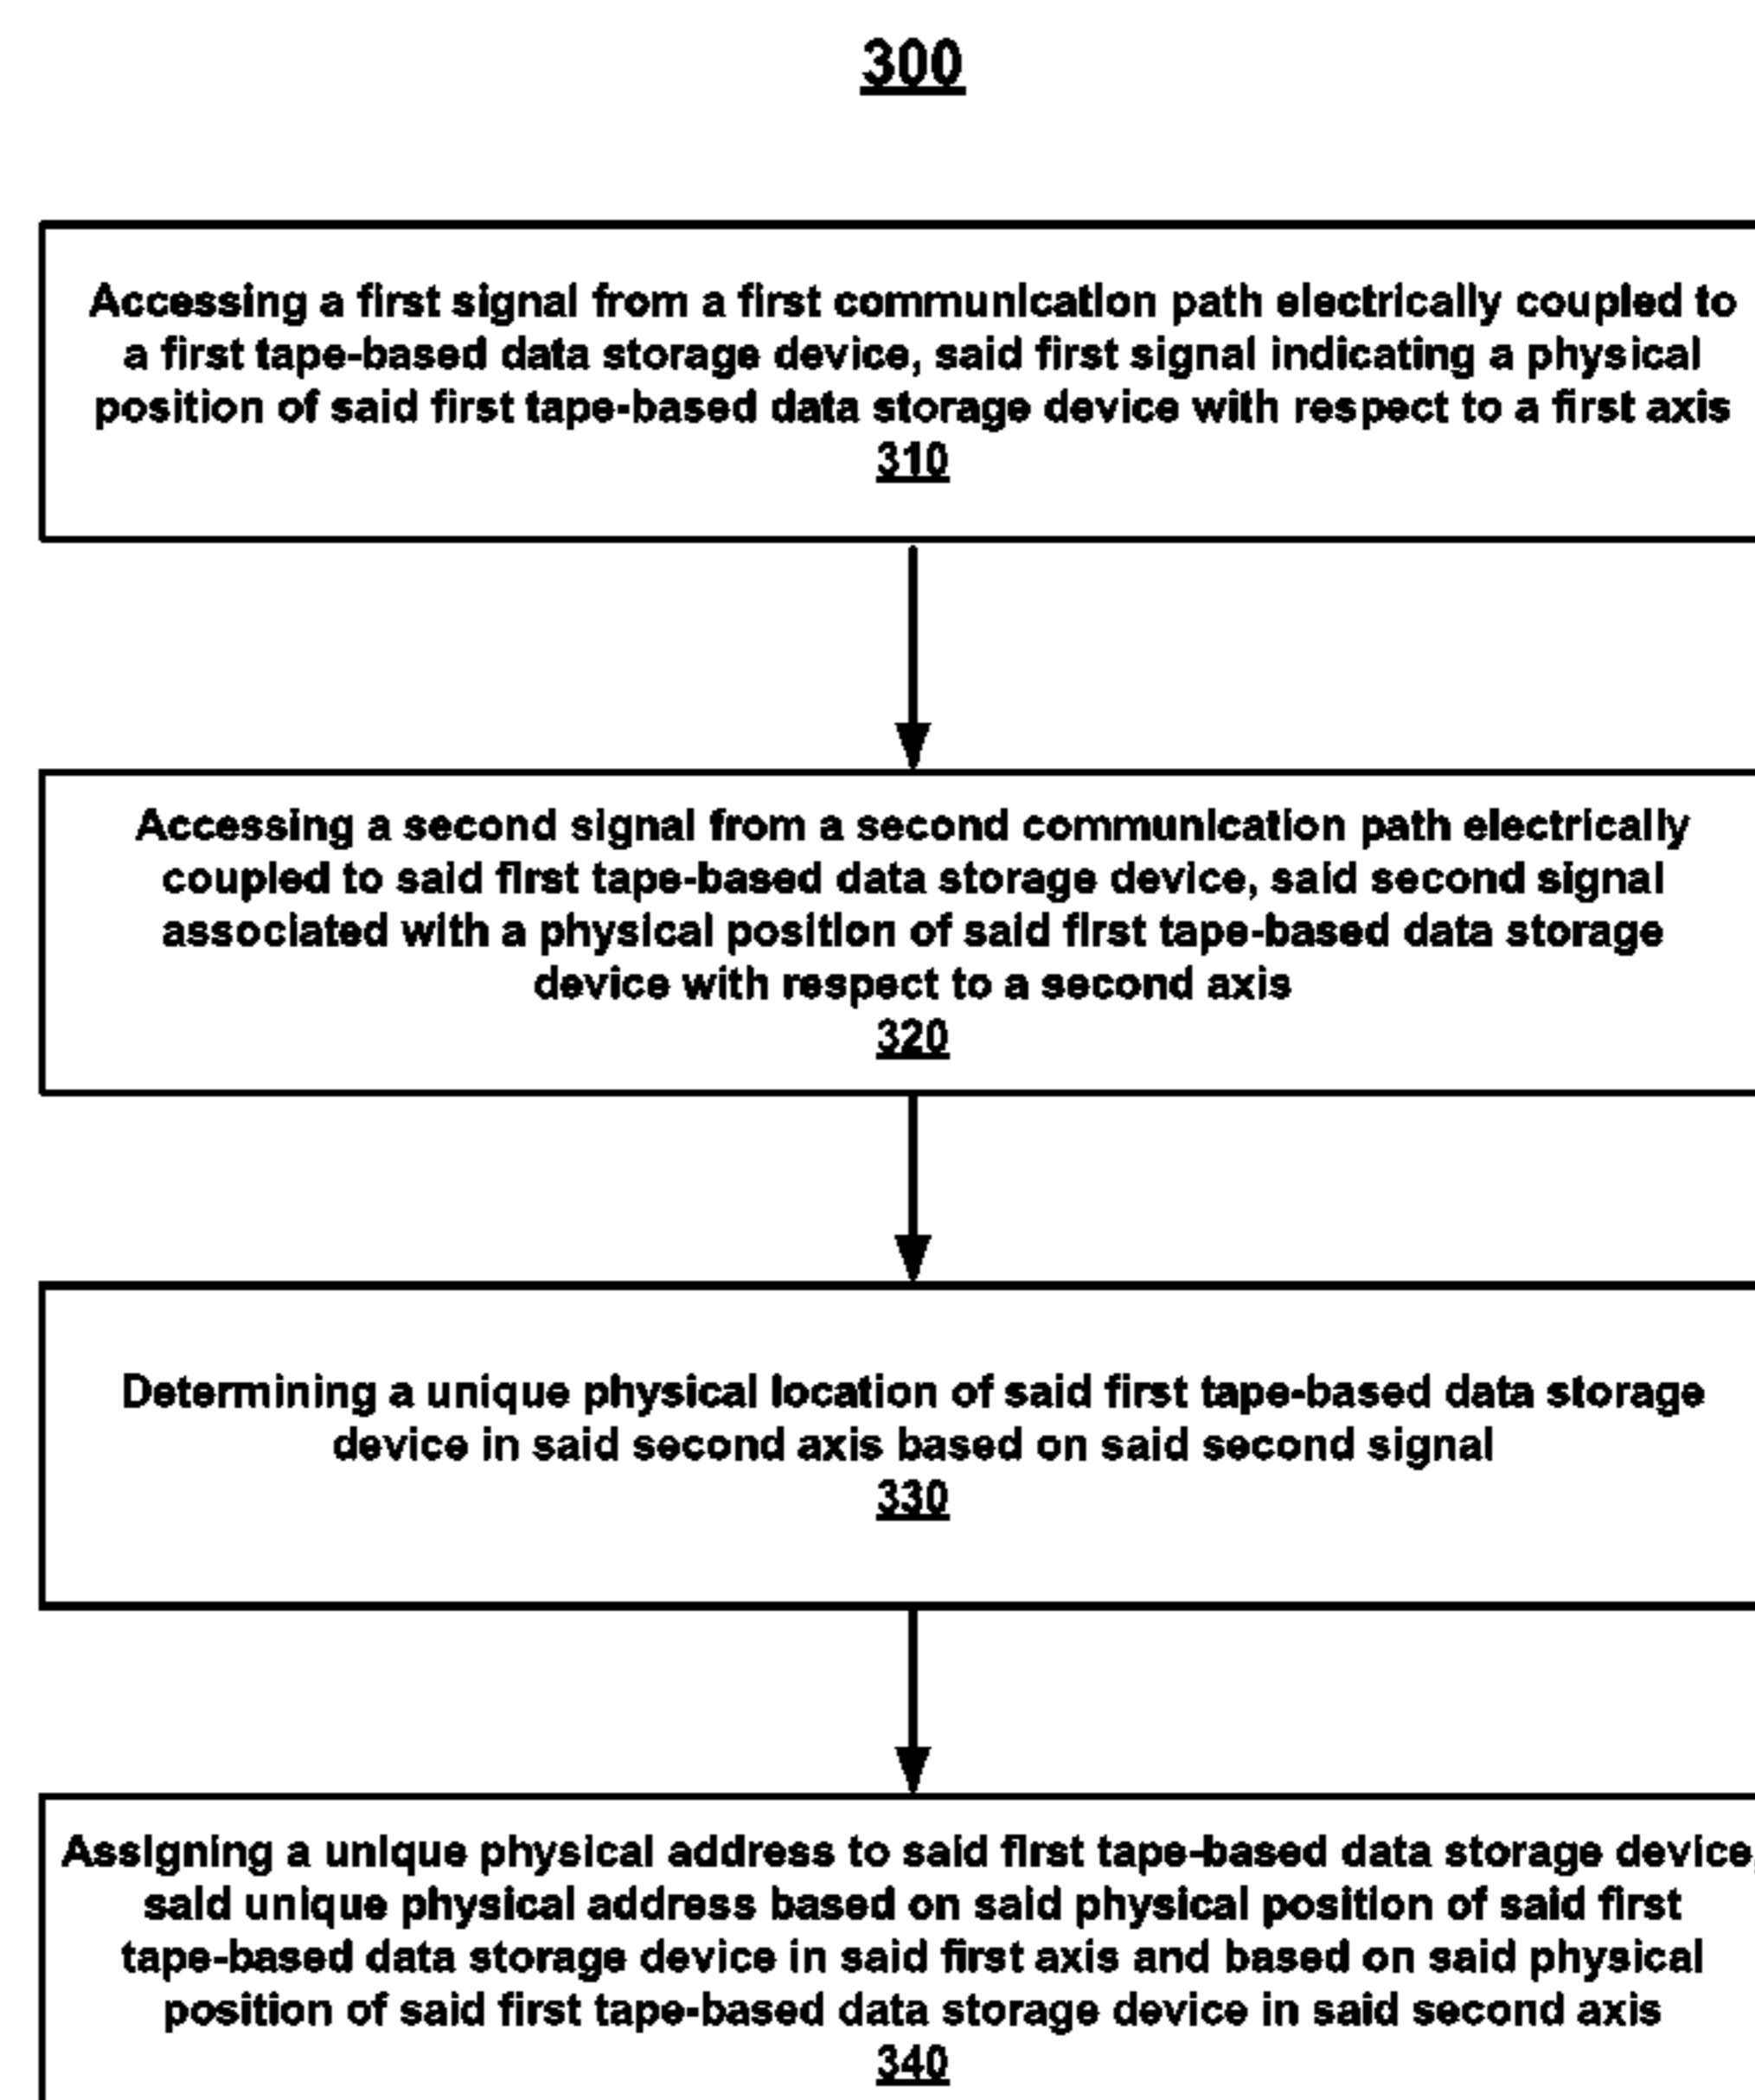 300
Accessing a first signal from a first communication path electrically coupled to
a first tape-based data storage device, said first signal indicating a physical
position of said first tape-based data storage device with respect to a first axis
310
Accessing a second signal from a second communication path electrically
coupled to said first tape-based data storage device, said second signal
associated with a physical position of said first tape-based data storage
device with respect to a second axis
320
Determining a unique physical location of said first tape-based data storage
device in said second axis based on said second signal
330
Assigning a unique physical address to said first tape-based data storage device,
said unique physical address based on said physical position of said first
tape-based data storage device in said first axis and based on said physical
position of said first tape-based data storage device in said second axis
340